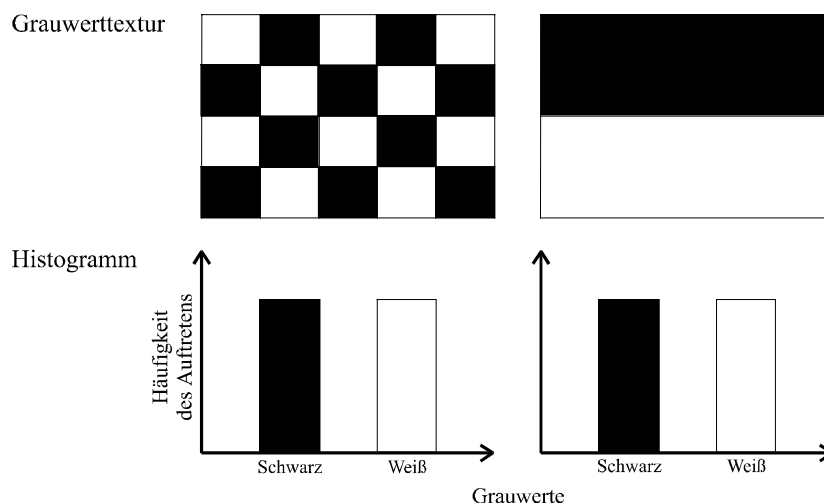 Grauwerttextur
Histogramm
Häufigkeit
des Auftretens
Schwarz
Weiß
Schwarz
Weiß
Grauwerte